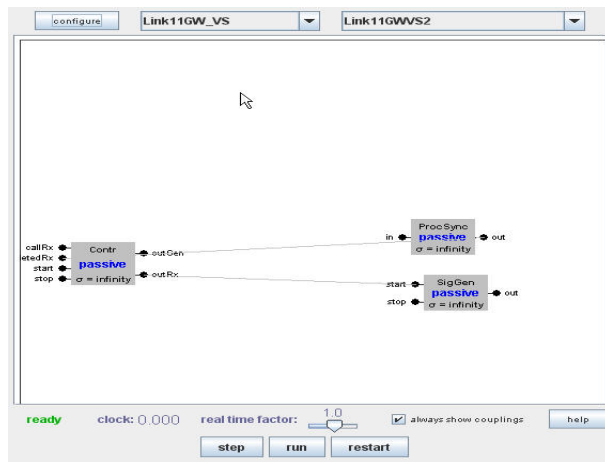 configure Link11GW_VS Link11GWVS2
ProcSync
in passive out
σ = infinity
callRx Contr outGen
etedRx passive
start outRx
stop σ = infinity
start SigGen
passive out
stop σ = infinity
ready clock: 0.000 real time factor: 1.0 always show couplings help
step run restart